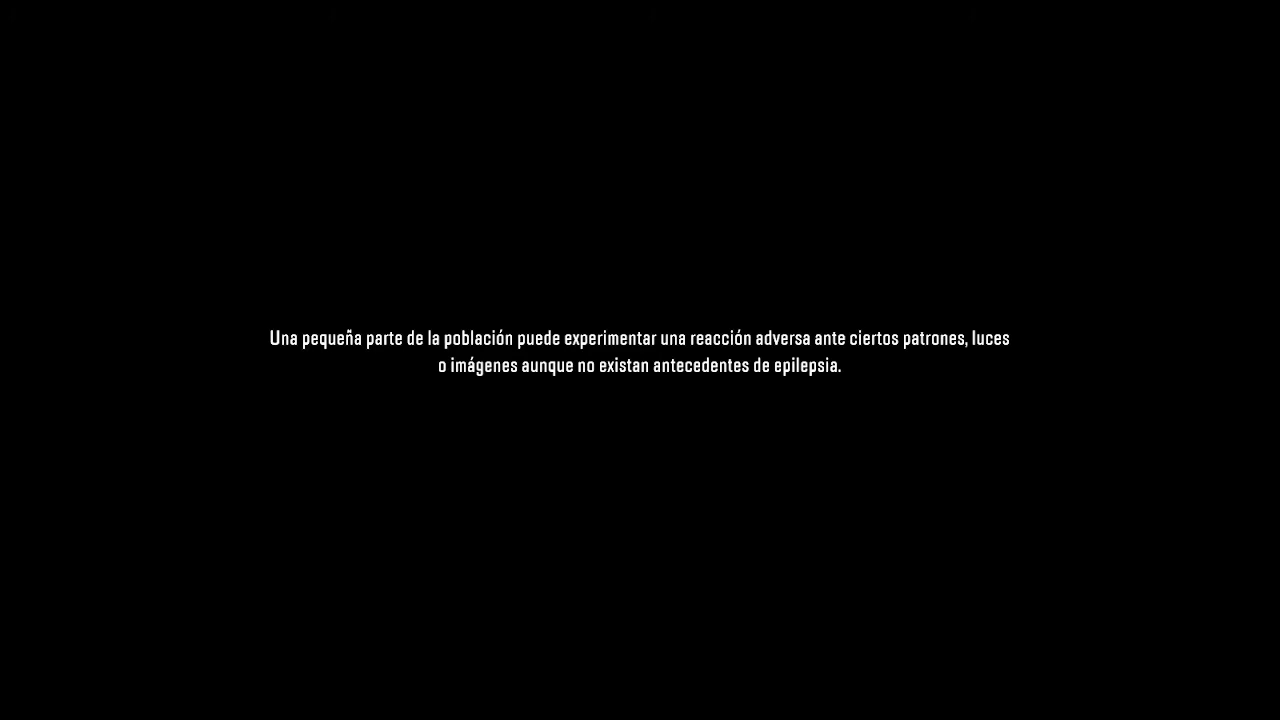 Una pequeña parte de la población puede experimentar una reacción adversa ante ciertos patrones, luces
o imágenes aunque no existan antecedentes de epilepsia.